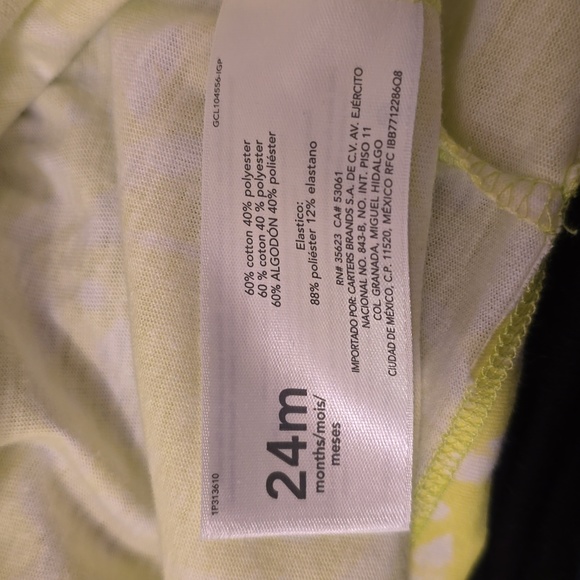 1P313610
GCL104556-IGP
24m
months/mois/
meses
60% cotton 40% polyester
60 % coton 40 % polyester
60% ALGODÓN 40% poliéster
Elastico:
88% poliéster 12% elastano
RN# 35623 CA# 53061
IMPORTADO POR: CARTERS BRANDS S.A. DE C.V. AV. EJÉRCITO
NACIONAL NO. 843-B, NO. INT. PISO 11
COL. GRANADA, MIGUEL HIDALGO
CIUDAD DE MÉXICO, C.P. 11520, MÉXICO RFC IBB7712286Q8